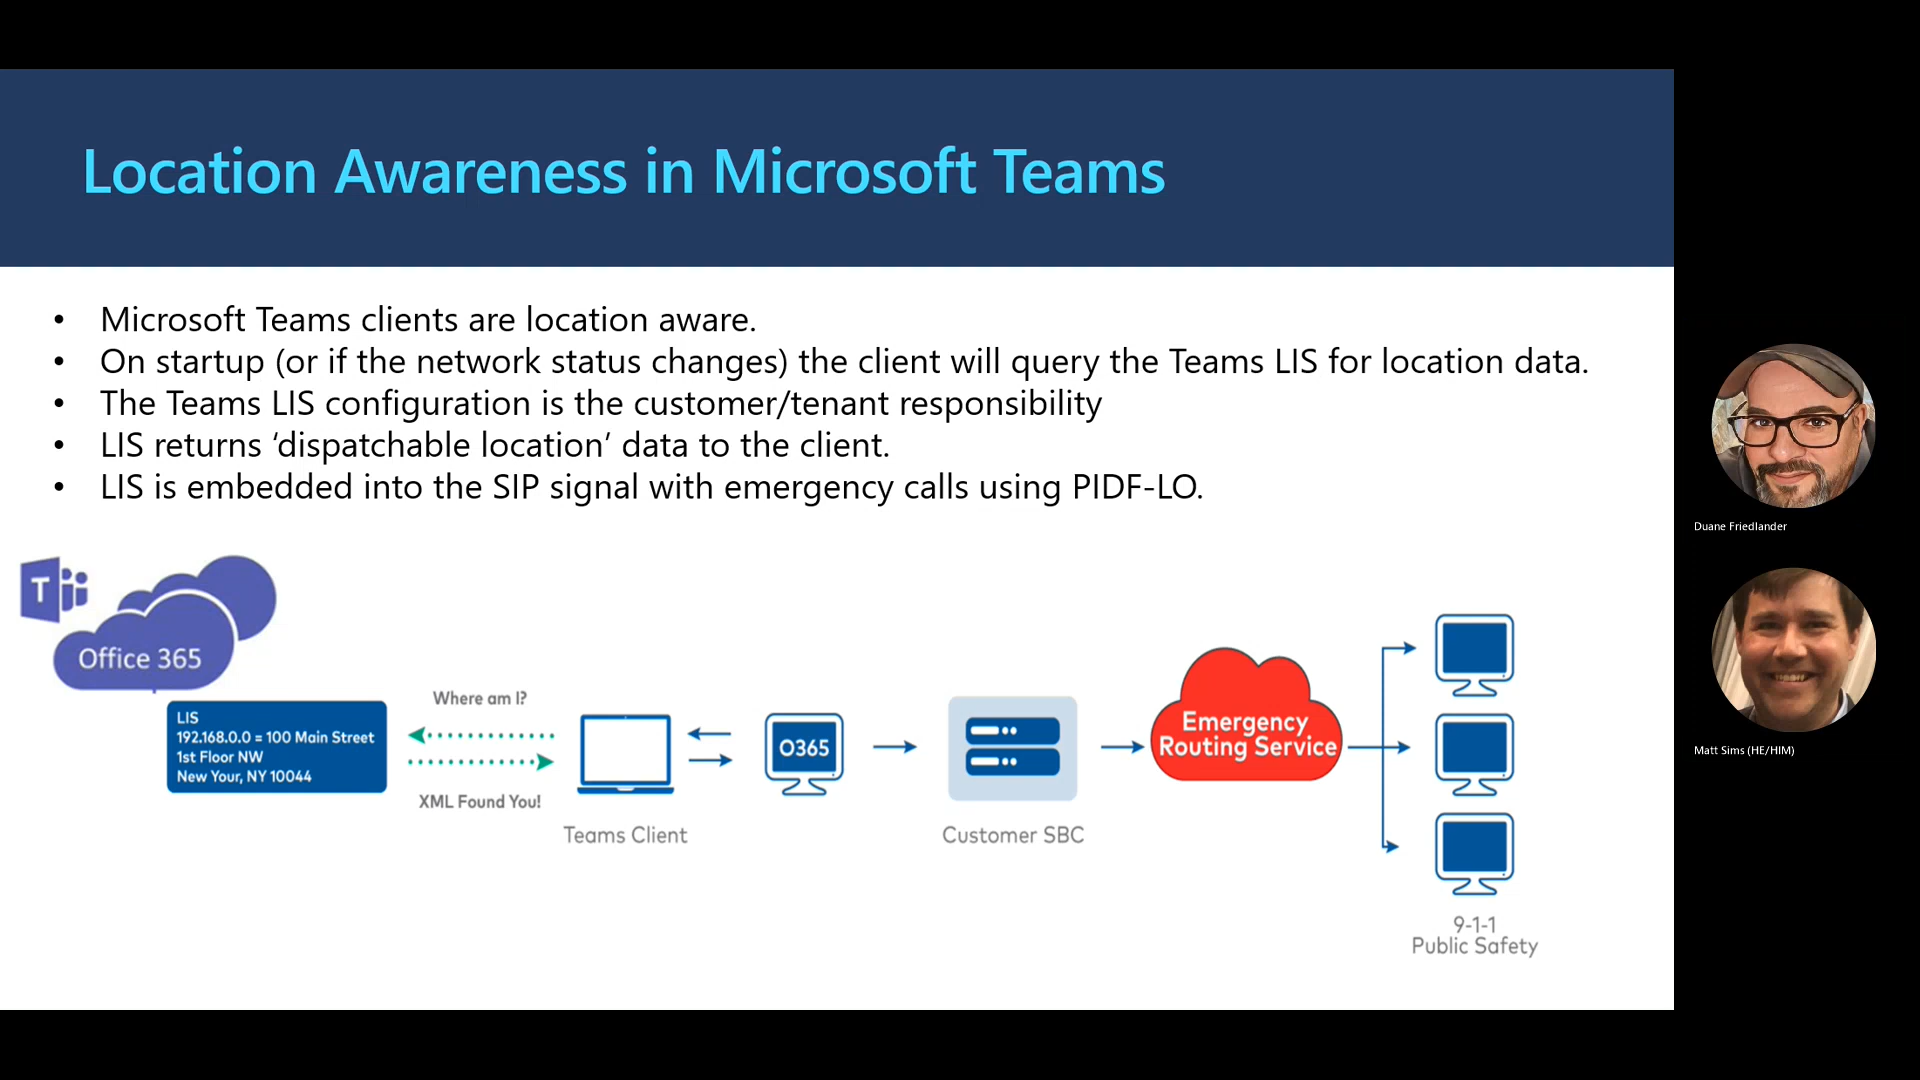 Location Awareness in Microsoft Teams
• Microsoft Teams clients are location aware.
• On startup (or if the network status changes) the client will query the Teams LIS for location data.
• The Teams LIS configuration is the customer/tenant responsibility
• LIS returns ‘dispatchable location’ data to the client.
• LIS is embedded into the SIP signal with emergency calls using PIDF-LO.
T
Office 365
LIS
192.168.0.0 = 100 Main Street
1st Floor NW
New Your, NY 10044
Where am I?
XML Found You!
Teams Client
O365
Customer SBC
Emergency
Routing Service
9-1-1
Public Safety
Duane Friedlander
Matt Sims (HE/HIM)